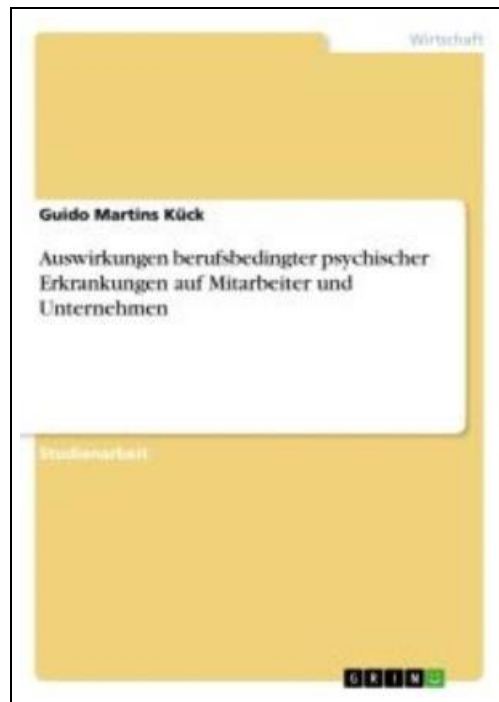 Wirtschaft
Guido Martins Kück
Auswirkungen berufsbedingter psychischer
Erkrankungen auf Mitarbeiter und
Unternehmen
Studienarbeit
GRIN